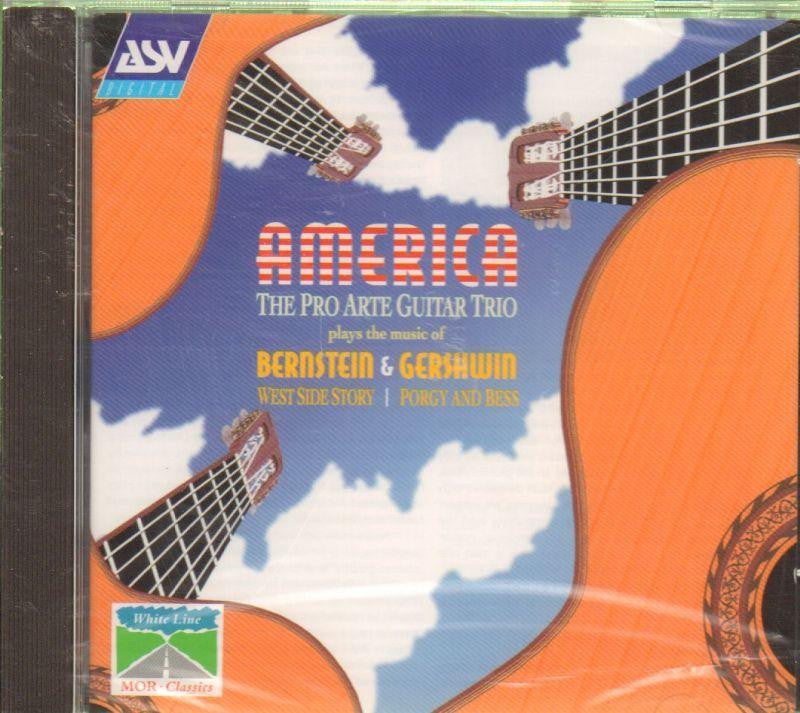 ASV
DIGITAL
AMERICA
THE PRO ARTE GUITAR TRIO
plays the music of
BERNSTEIN & GERSHWIN
WEST SIDE STORY | PORGY AND BESS
White Line
MOR - Classics